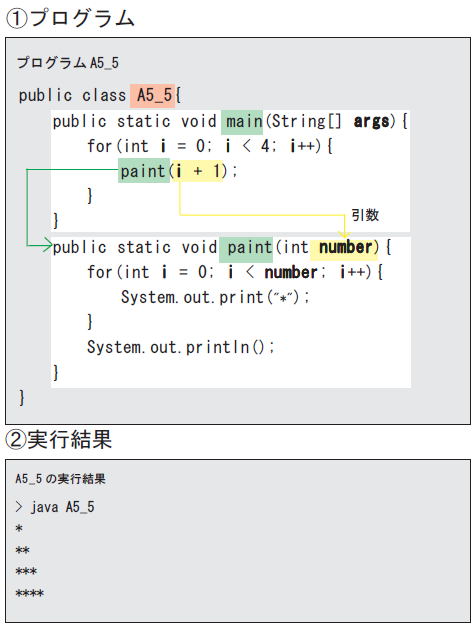 ①プログラム
プログラム A5_5
public class A5_5{
public static void main(String[] args){
for(int i = 0; i < 4; i++){
paint(i + 1);
}
引数
}
public static void paint(int number){
for(int i = 0; i < number; i++){
System.out.print("*");
}
System.out.println();
}
}
②実行結果
A5_5 の実行結果
> java A5_5
*
**
***
****